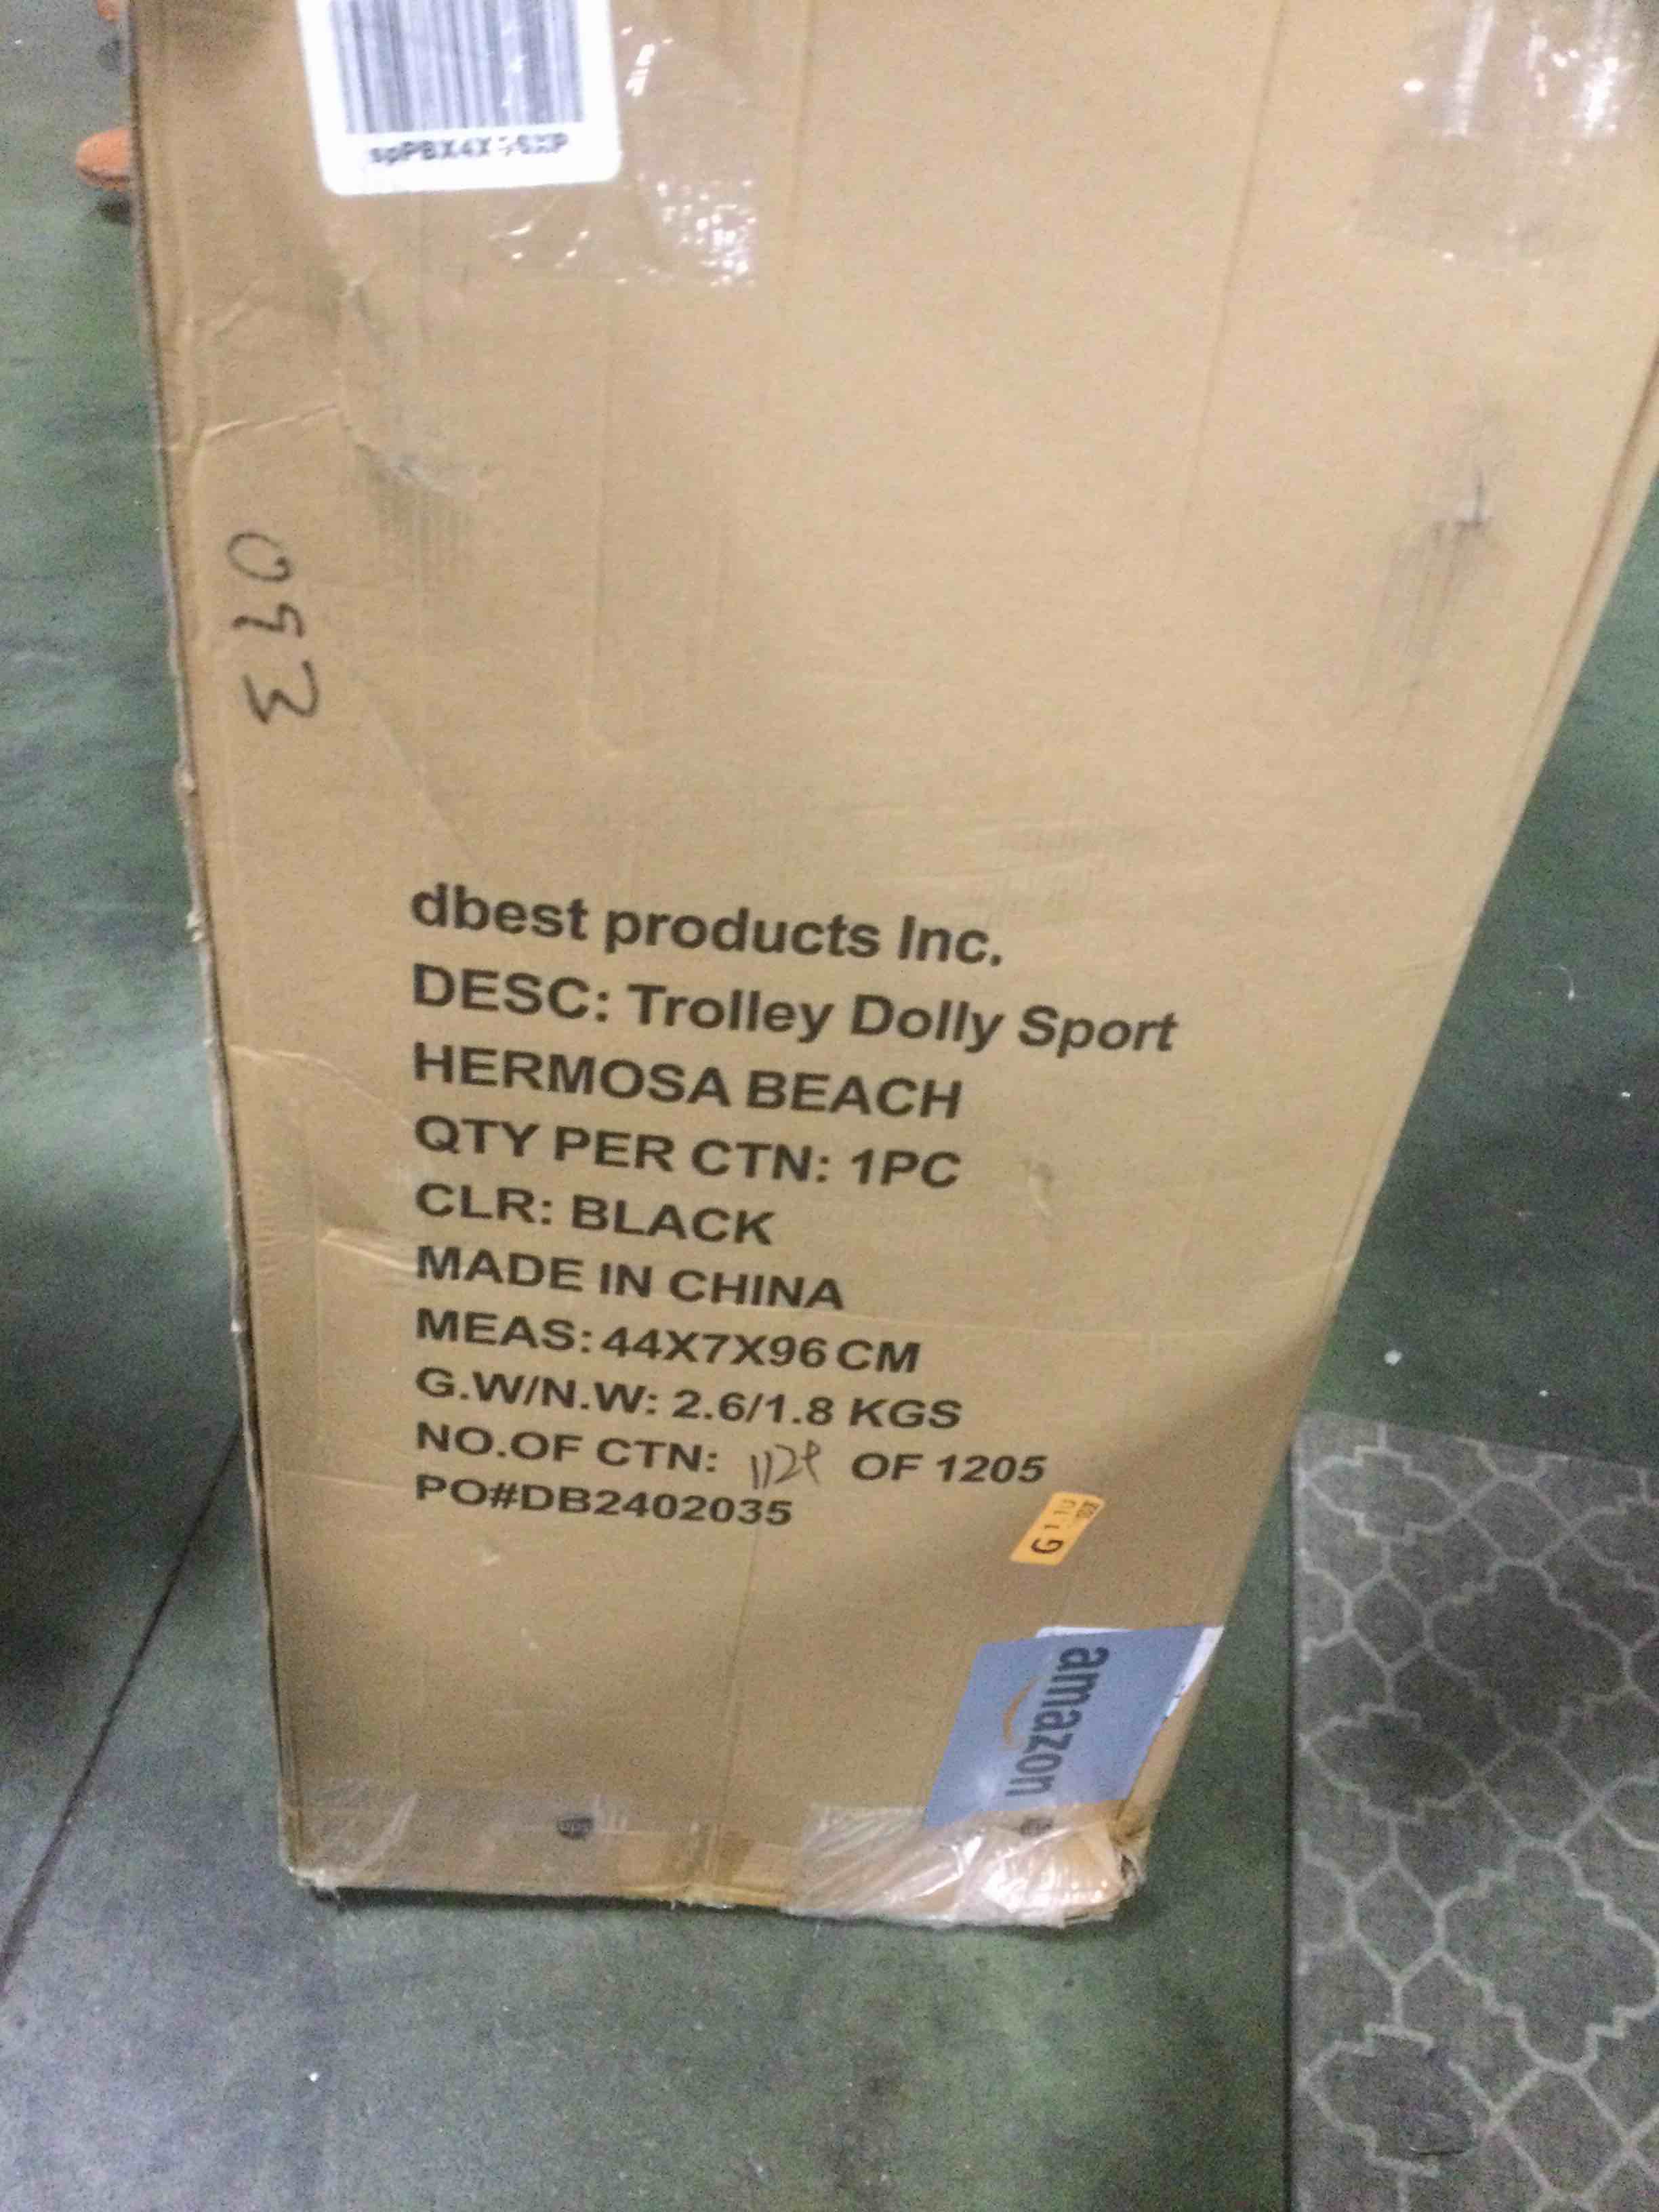 dbest products Inc.
DESC: Trolley Dolly Sport
HERMOSA BEACH
QTY PER CTN: 1PC
CLR: BLACK
MADE IN CHINA
MEAS: 44X7X96 CM
G.W/N.W: 2.6/1.8 KGS
NO.OF CTN: OF 1205
PO#DB2402035
G
amazon